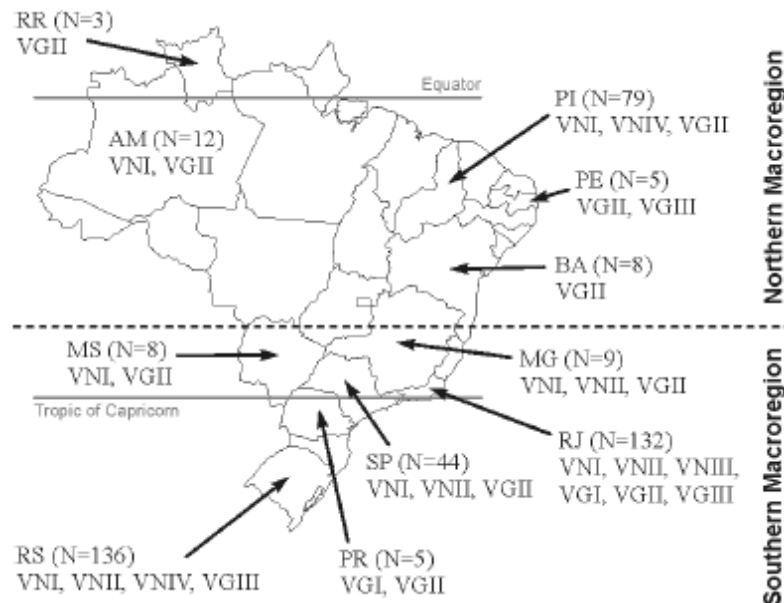 RR (N=3)
VGII
Equator
AM (N=12)
VNI, VGII
PI (N=79)
VNI, VNIV, VGII
PE (N=5)
VGII, VGIII
BA (N=8)
VGII
Northern Macroregion
MS (N=8)
VNI, VGII
MG (N=9)
VNI, VNII, VGII
Tropic of Capricorn
SP (N=44)
VNI, VNII, VGII
RJ (N=132)
VNI, VNII, VNIII,
VGI, VGII, VGIII
RS (N=136)
VNI, VNII, VNIV, VGIII
PR (N=5)
VGI, VGII
Southern Macroregion